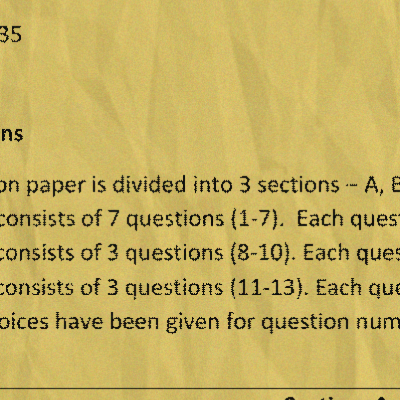 35
ns
on paper is divided into 3 sections – A, B
consists of 7 questions (1-7). Each quest
consists of 3 questions (8-10). Each ques
consists of 3 questions (11-13). Each que
oices have been given for question num